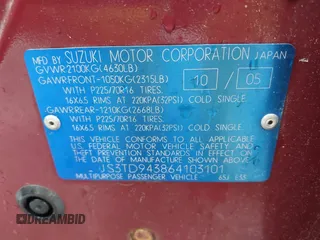 MFD. BY SUZUKI MOTOR CORPORATION JAPAN
GVWR2100KG(4630LB)
GAWRFRONT-1050KG(2315LB) 10 / 05
WITH P225/70R16 TIRES.
16X6.5 RIMS AT 220KPA(32PSI) COLD SINGLE.
GAWRREAR-1210KG(2668LB)
WITH P225/70R16 TIRES.
16X6.5 RIMS AT 220KPA(32PSI) COLD SINGLE.
THIS VEHICLE CONFORMS TO ALL APPLICABLE
U.S. FEDERAL MOTOR VEHICLE SAFETY AND
THEFT PREVENTION STANDARDS IN EFFECT ON
THE DATE OF MANUFACTURE SHOWN ABOVE.
JS3TD943864103101
MULTIPURPOSE PASSENGER VEHICLE 65J
DREAMBID